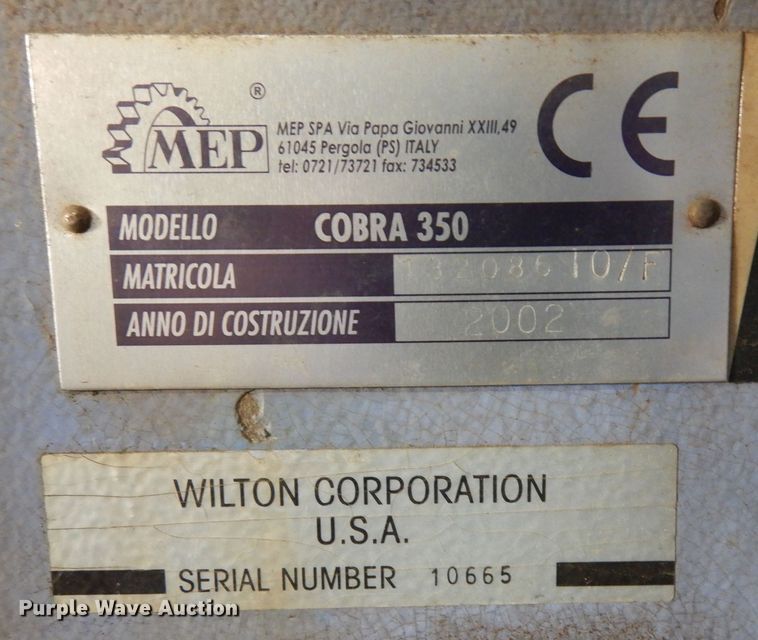 MEP ®
MEP SPA Via Papa Giovanni XXIII,49
61045 Pergola (PS) ITALY
tel: 0721/73721 fax: 734533
CE
MODELLO COBRA 350
MATRICOLA 13208610/F
ANNO DI COSTRUZIONE 2002
WILTON CORPORATION
U.S.A.
SERIAL NUMBER 10665
Purple Wave Auction